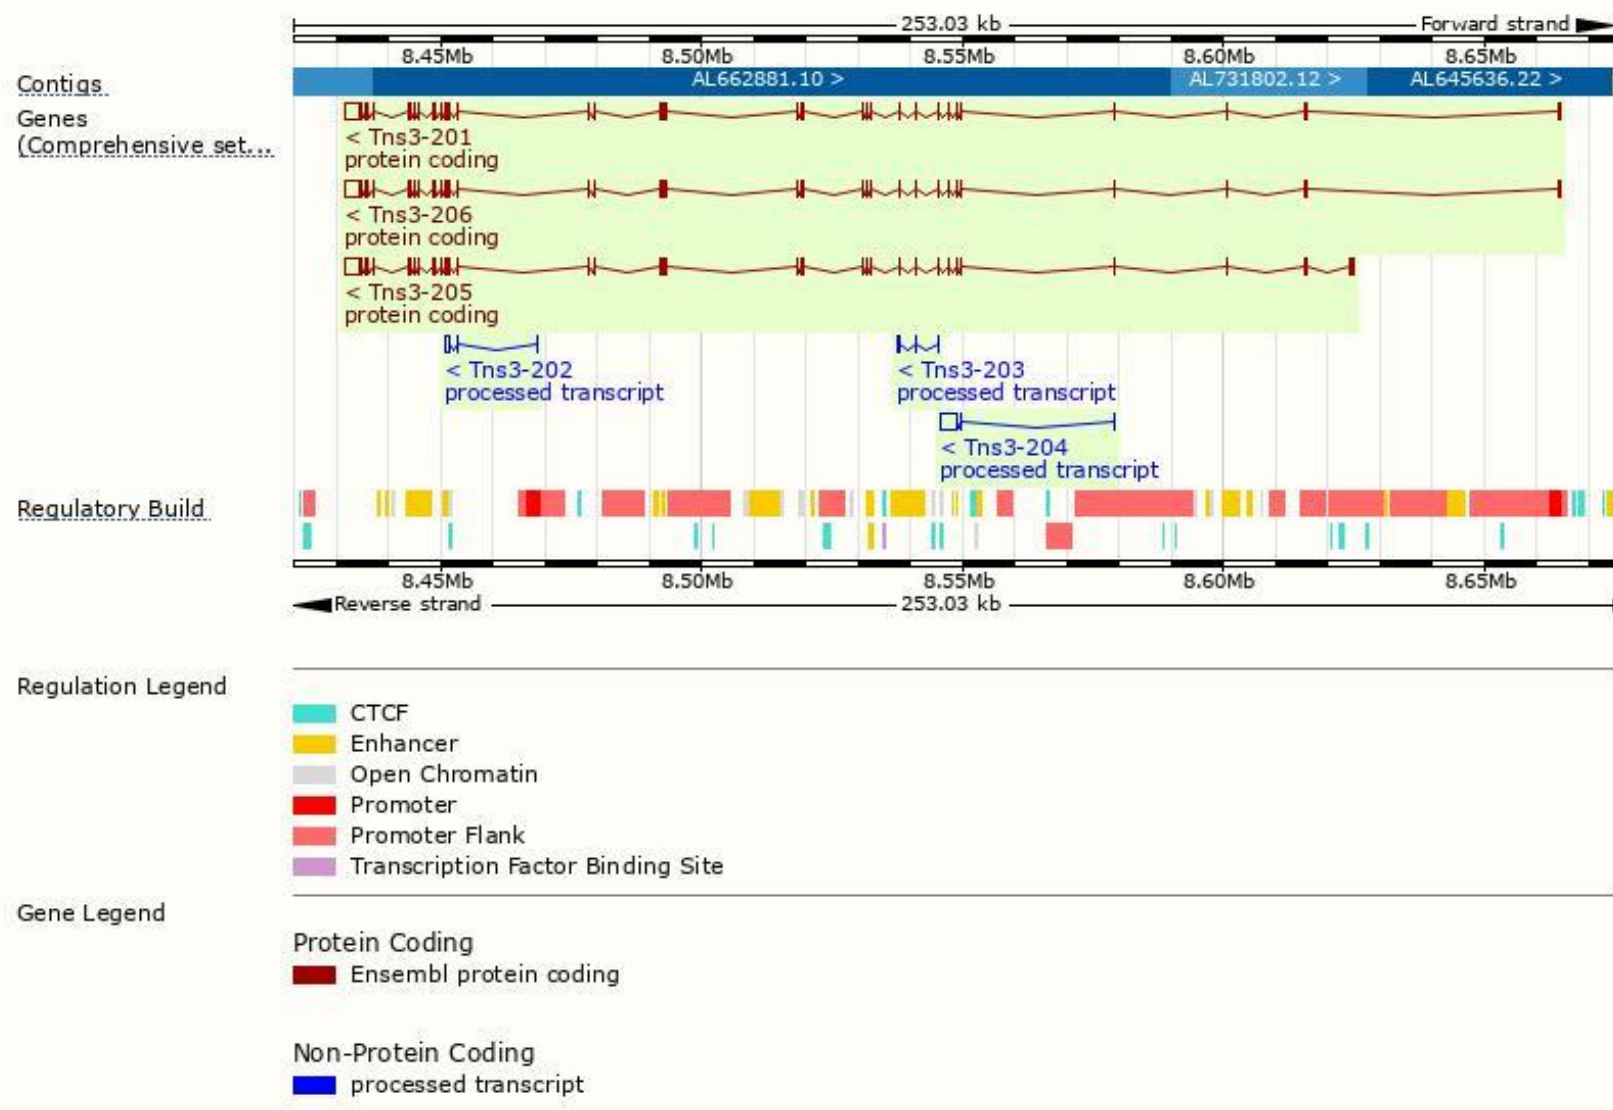 253.03 kb Forward strand
8.45Mb 8.50Mb 8.55Mb 8.60Mb 8.65Mb
Contigs AL662881.10 > AL731802.12 > AL645636.22 >
Genes
(Comprehensive set...
< Tns3-201
protein coding
< Tns3-206
protein coding
< Tns3-205
protein coding
< Tns3-202 < Tns3-203
processed transcript processed transcript
< Tns3-204
processed transcript
Regulatory Build
8.45Mb 8.50Mb 8.55Mb 8.60Mb 8.65Mb
Reverse strand 253.03 kb
Regulation Legend
CTCF
Enhancer
Open Chromatin
Promoter
Promoter Flank
Transcription Factor Binding Site
Gene Legend
Protein Coding
Ensembl protein coding
Non-Protein Coding
processed transcript